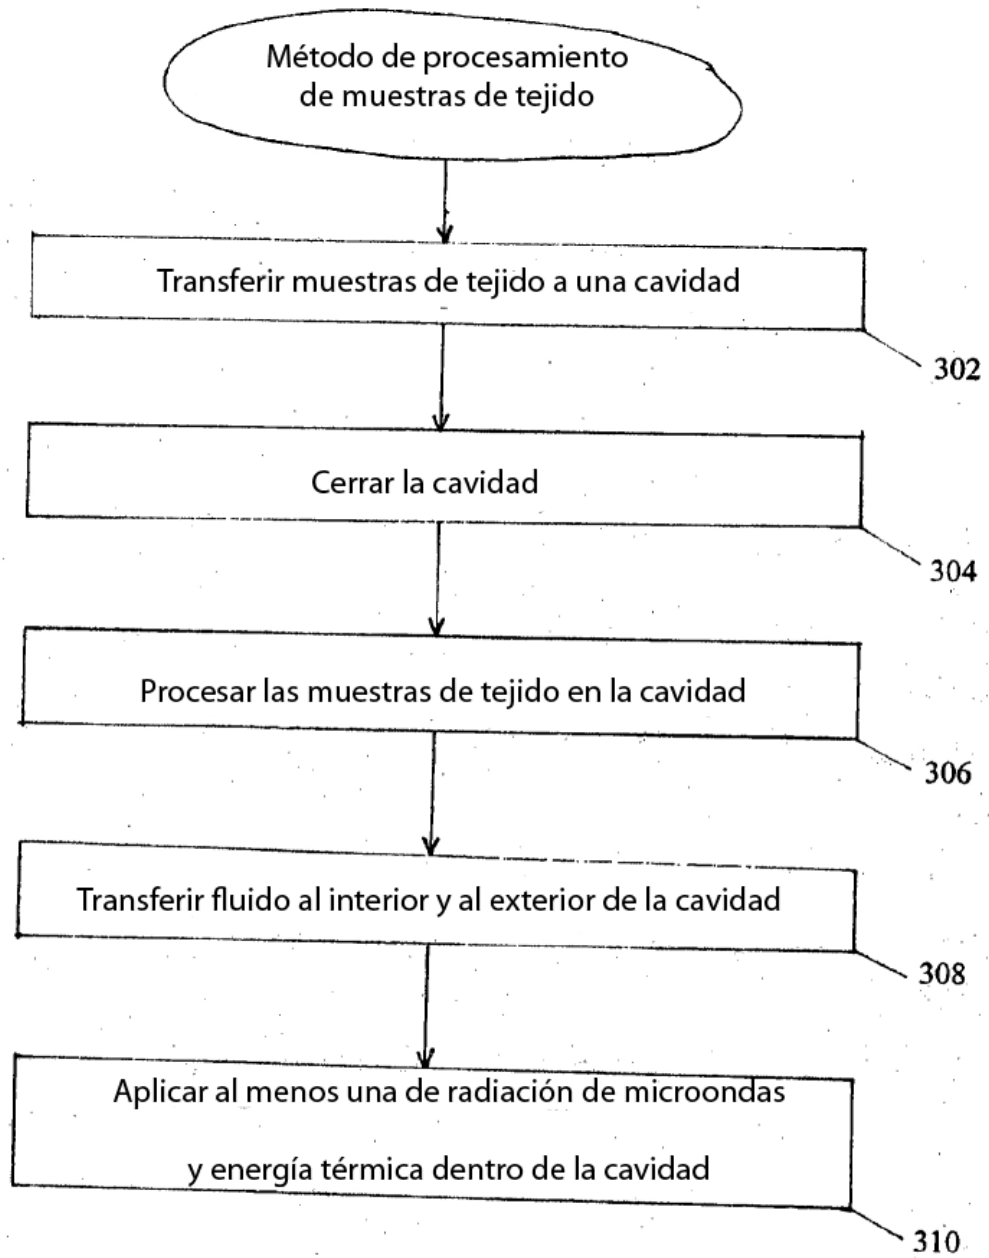 Método de procesamiento
de muestras de tejido
Transferir muestras de tejido a una cavidad
302
Cerrar la cavidad
304
Procesar las muestras de tejido en la cavidad
306
Transferir fluido al interior y al exterior de la cavidad
308
Aplicar al menos una de radiación de microondas
y energía térmica dentro de la cavidad
310